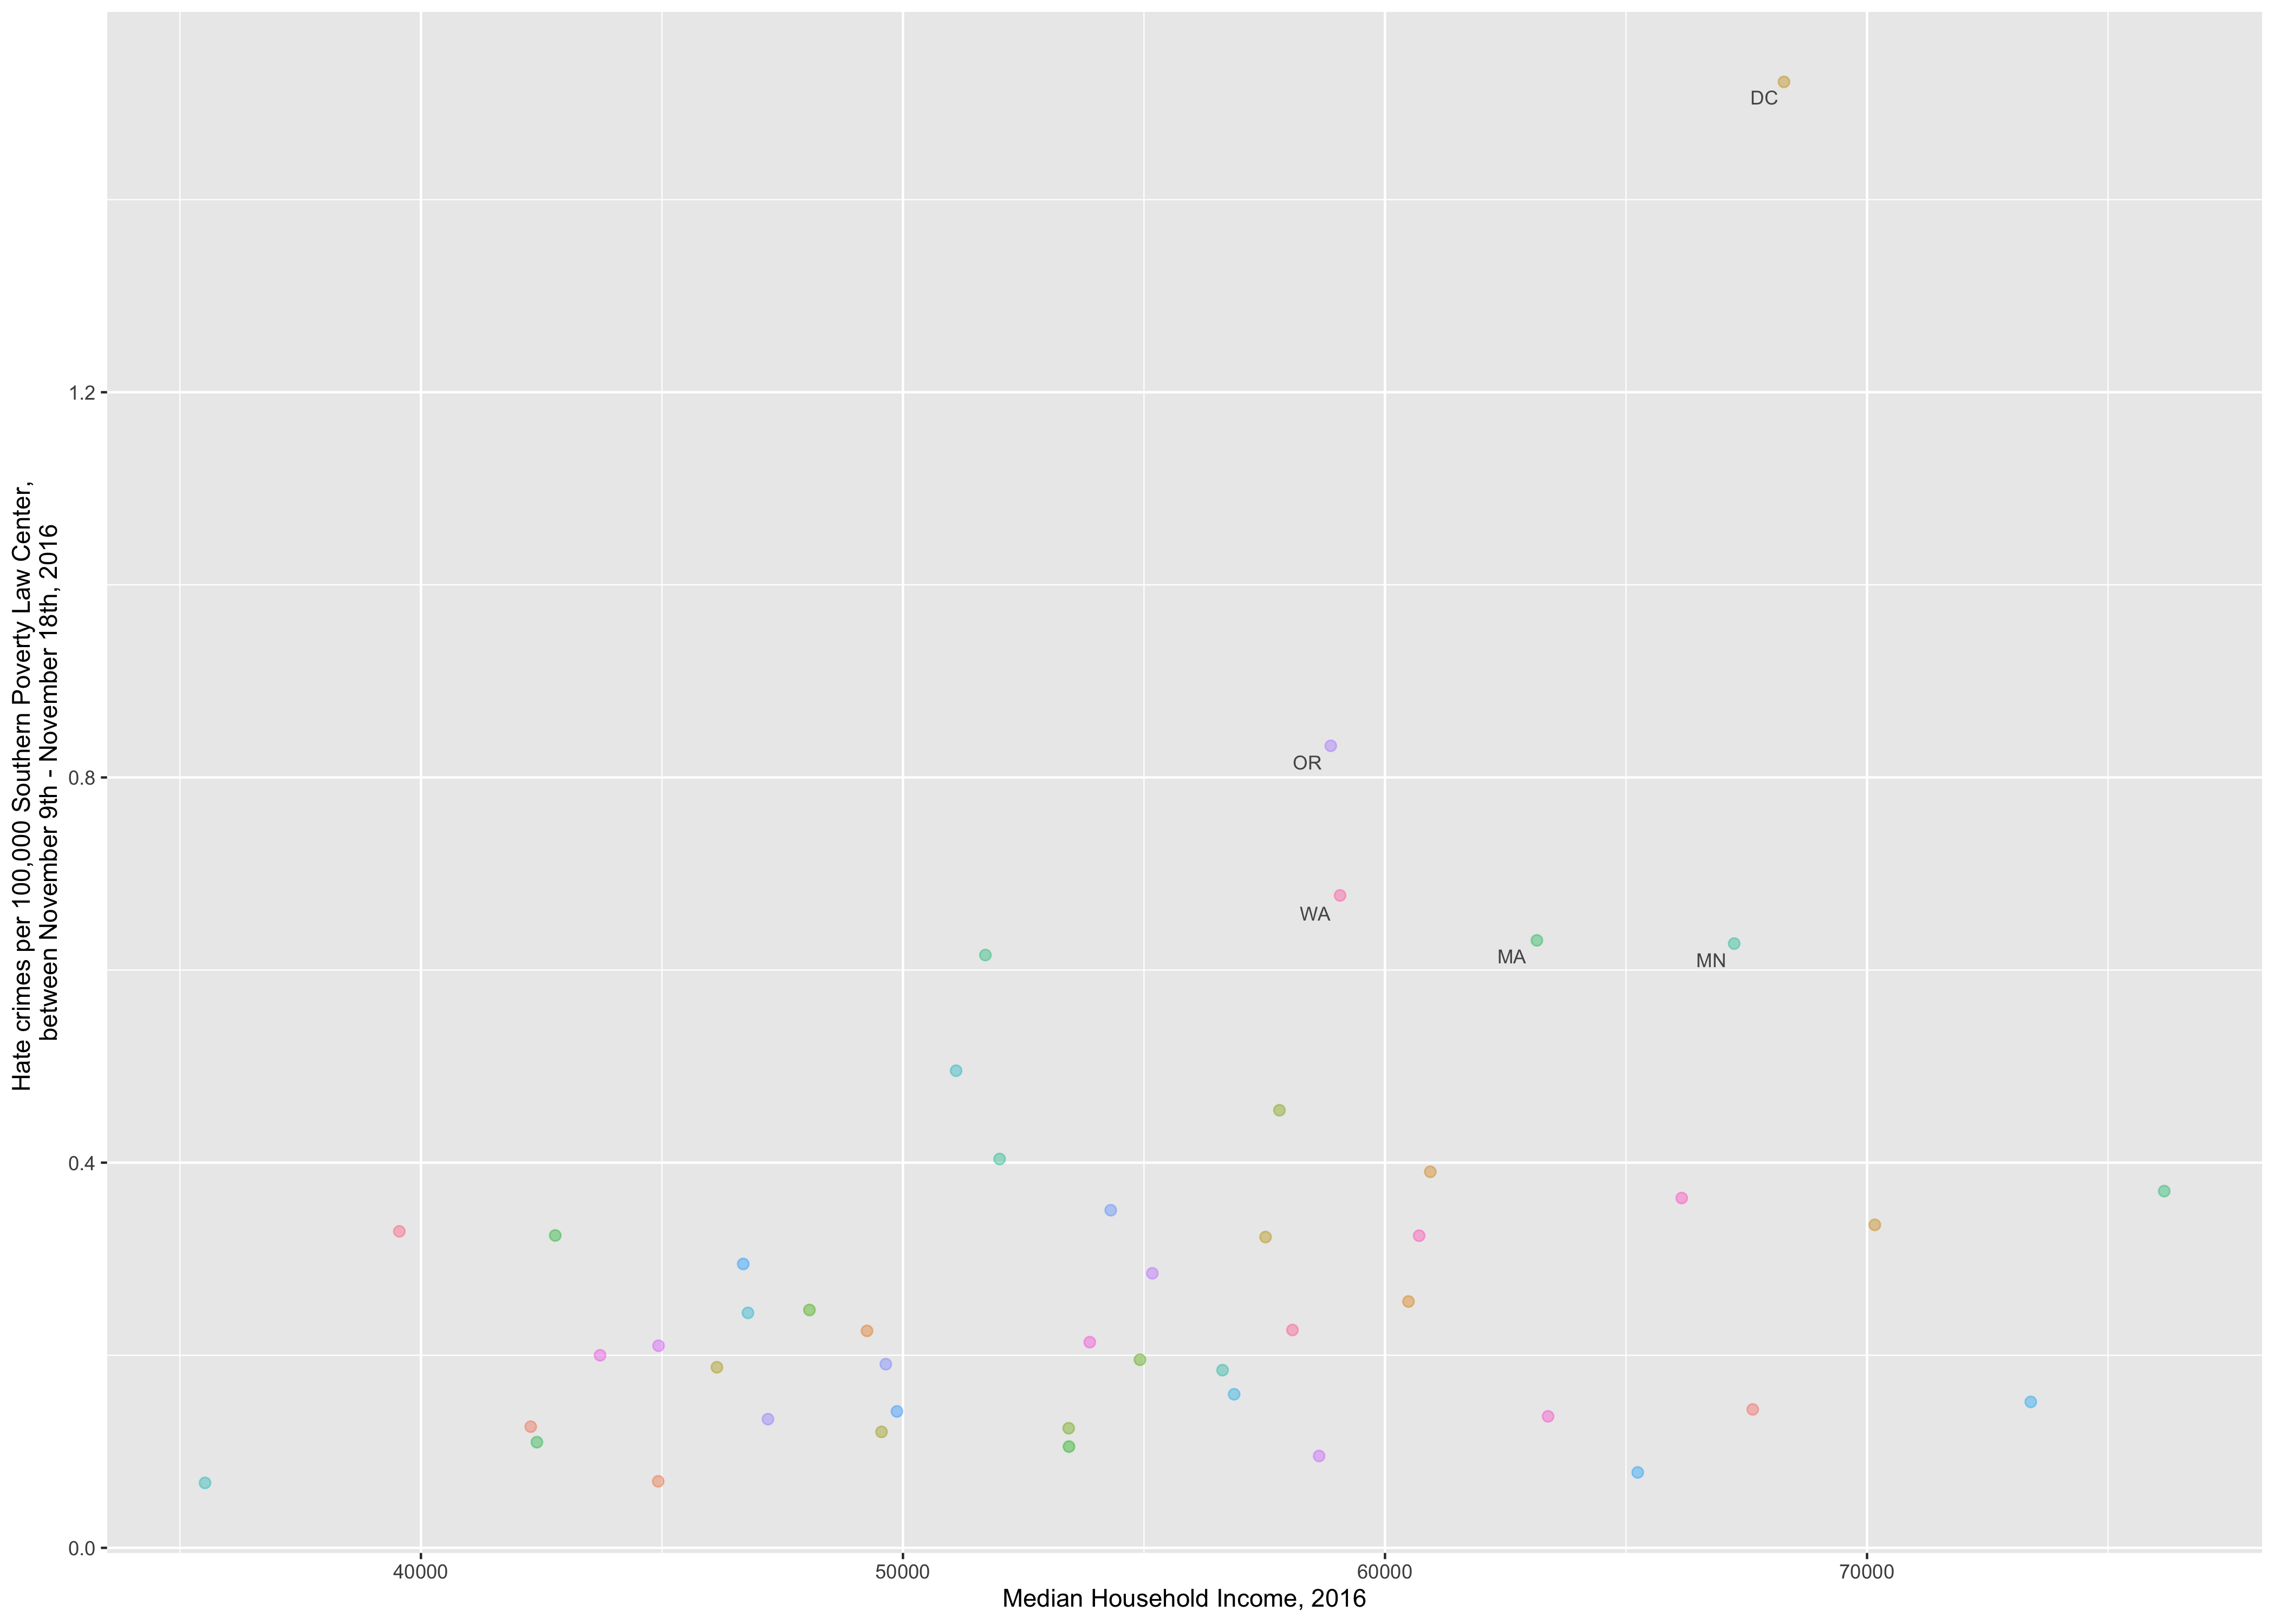 Hate crimes per 100,000 Southern Poverty Law Center,
between November 9th - November 18th, 2016
1.2
0.8
0.4
0.0
DC
OR
WA
MA
MN
40000
50000
60000
70000
Median Household Income, 2016